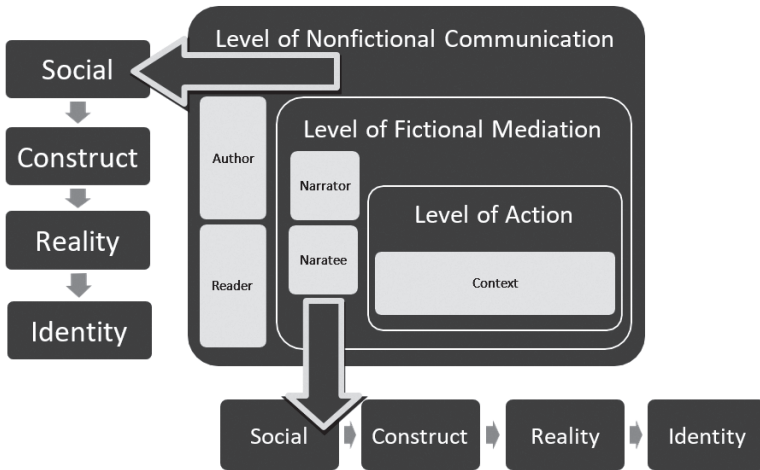 Level of Nonfictional Communication
Social
Construct
Reality
Identity
Author
Reader
Level of Fictional Mediation
Narrator
Naratee
Level of Action
Context
Social
Construct
Reality
Identity